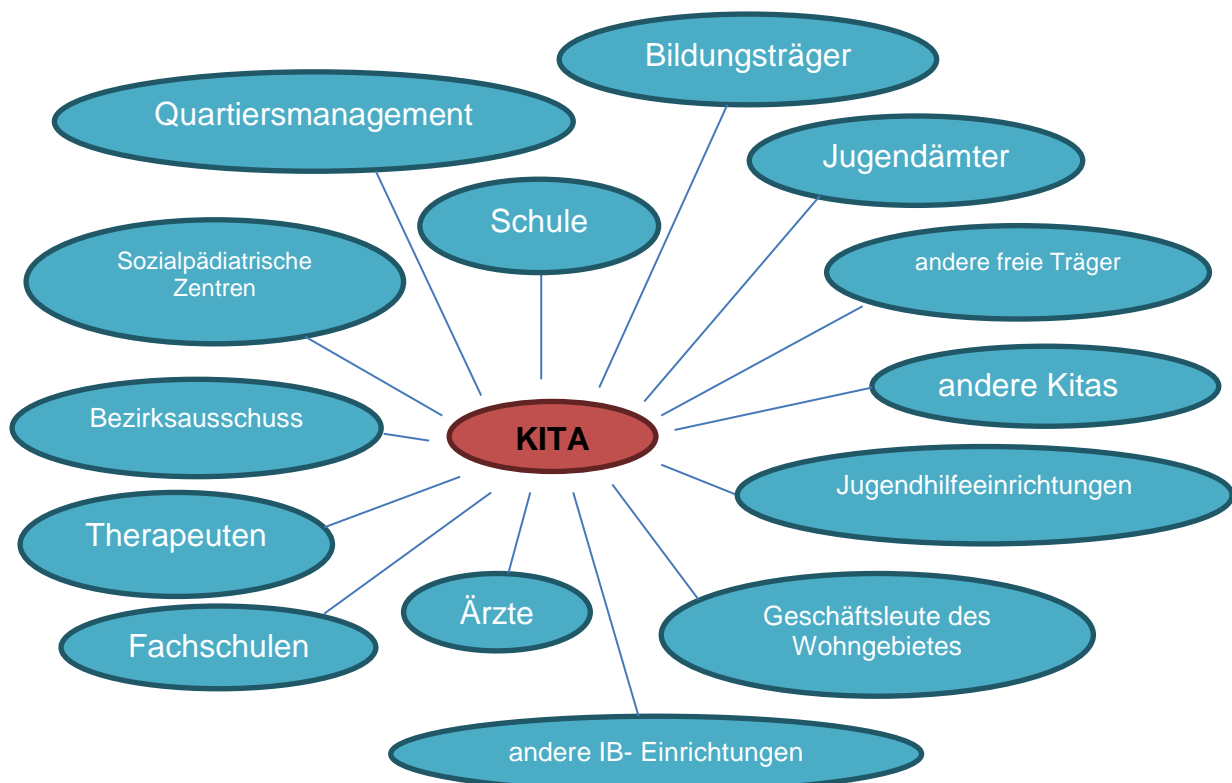 Bildungsträger
Quartiersmanagement
Jugendämter
Schule
Sozialpädiatrische
Zentren
andere freie Träger
andere Kitas
Bezirksausschuss
KITA
Jugendhilfeeinrichtungen
Therapeuten
Ärzte
Geschäftsleute des
Wohngebietes
Fachschulen
andere IB- Einrichtungen